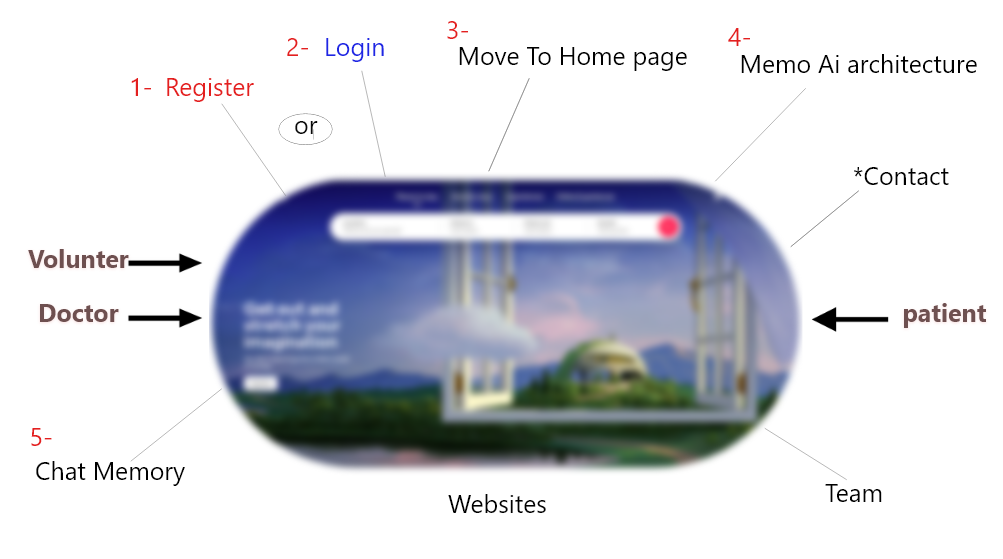 3-
2- Login
Move To Home page
4-
Memo Ai architecture
1- Register
or
*Contact
Volunter
Doctor
patient
Get out and
stretch your
imagination
5-
Chat Memory
Team
Websites